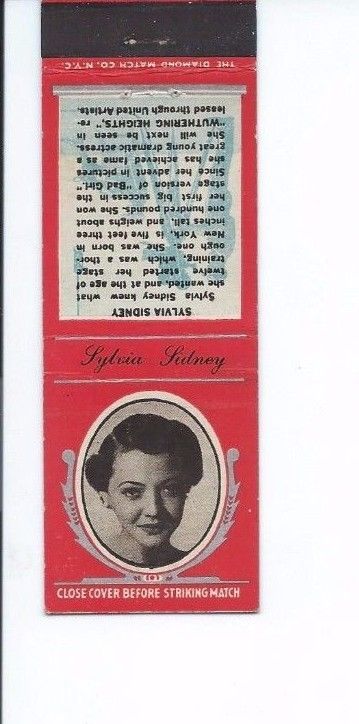 THE DIAMOND MATCH CO. N.Y.C.
SYLVIA SIDNEY
Sylvia Sidney knew what
she wanted, and at the age of
twelve started her stage
training, which was a thor-
ough one. She was born in
New York, is five feet three
inches tall, and weighs about
one hundred pounds. She won
her first big success in the
stage version of "Bad Girl."
Since her advent in pictures
she has achieved fame as a
great young dramatic actress.
She will next be seen in
"WUTHERING HEIGHTS," re-
leased through United Artists.
Sylvia Sidney
CLOSE COVER BEFORE STRIKING MATCH